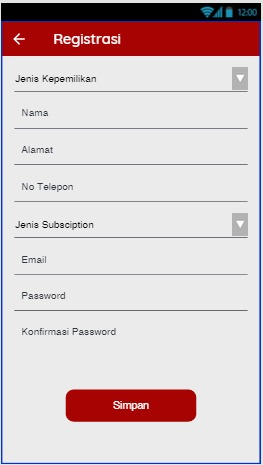 12:00
Registrasi
Jenis Kepemilikan
Nama
Alamat
No Telepon
Jenis Subsciption
Email
Password
Konfirmasi Password
Simpan